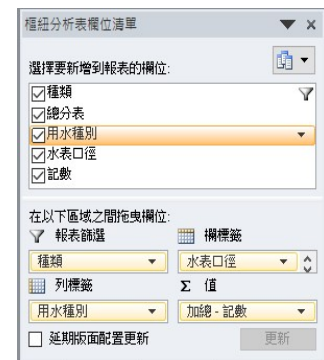 樞紐分析表欄位清單
選擇要新增到報表的欄位:
種類
總分表
用水種別
水表口徑
記數
在以下區域之間拖曳欄位:
報表篩選
欄標籤
種類
水表口徑
列標籤
Σ 值
用水種別
加總 - 記數
延期版面配置更新
更新